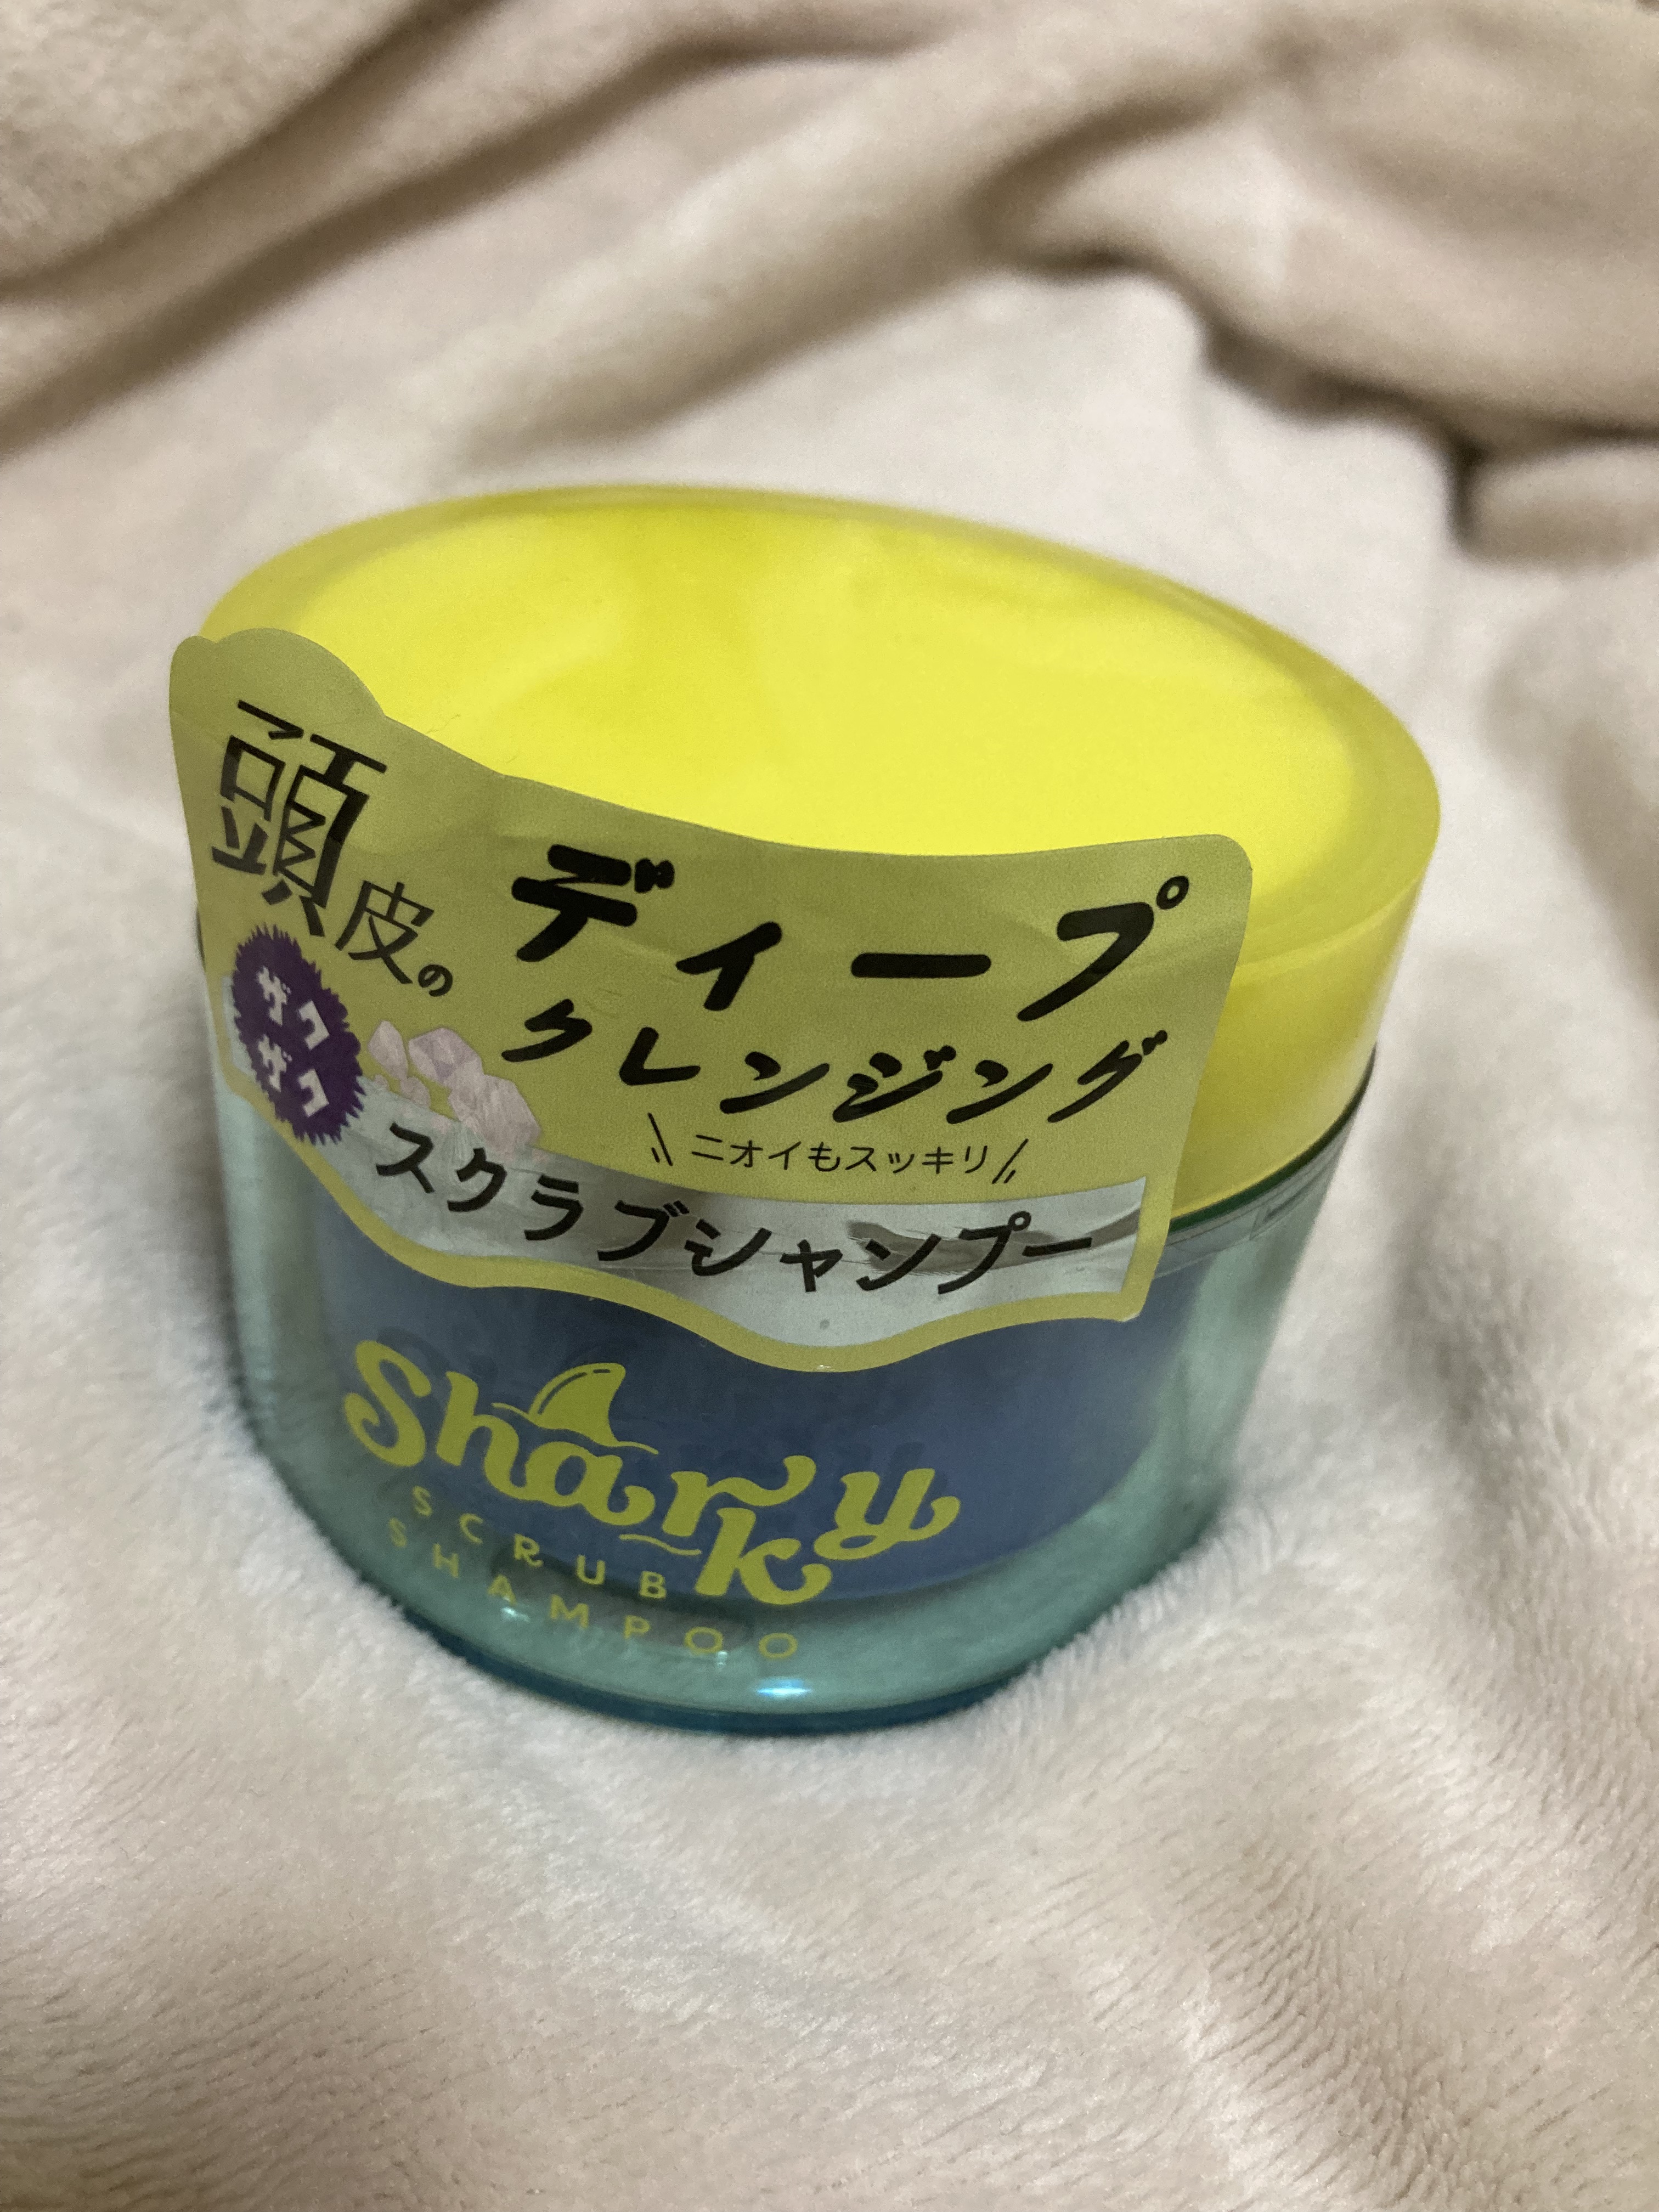 頭皮の
ディープ
クレンジング
ザク
ザク
ニオイもスッキリ
スクラブシャンプー
Sharky
SCRUB
SHAMPOO